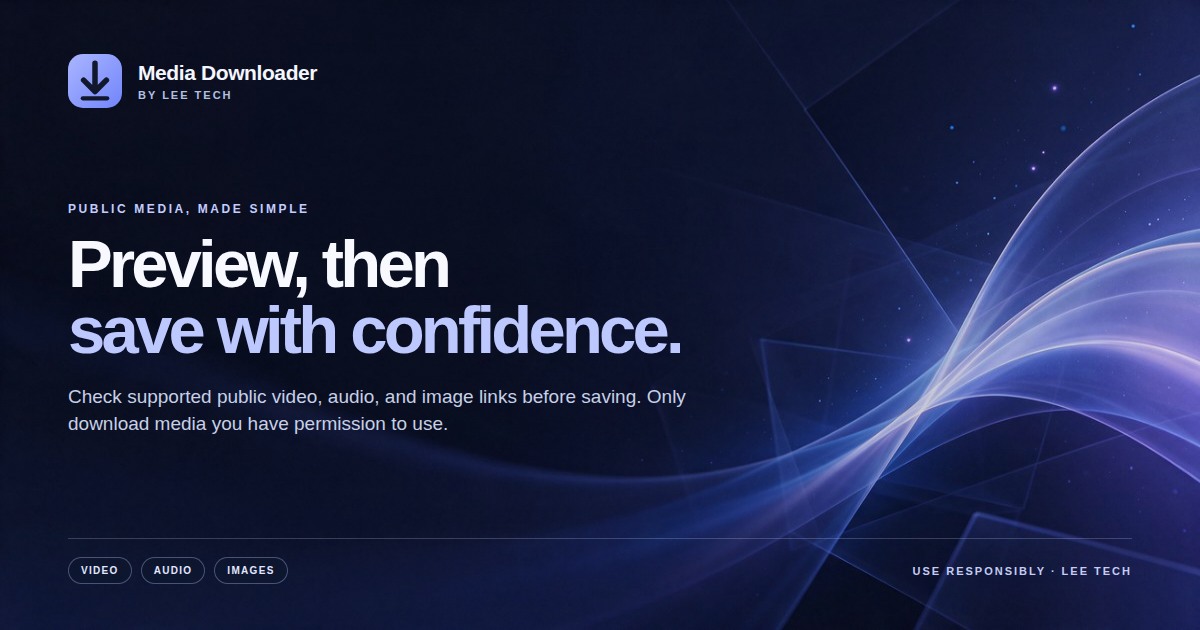 Media Downloader
BY LEE TECH
PUBLIC MEDIA, MADE SIMPLE
Preview, then
save with confidence.
Check supported public video, audio, and image links before saving. Only
download media you have permission to use.
VIDEO AUDIO IMAGES
USE RESPONSIBLY · LEE TECH